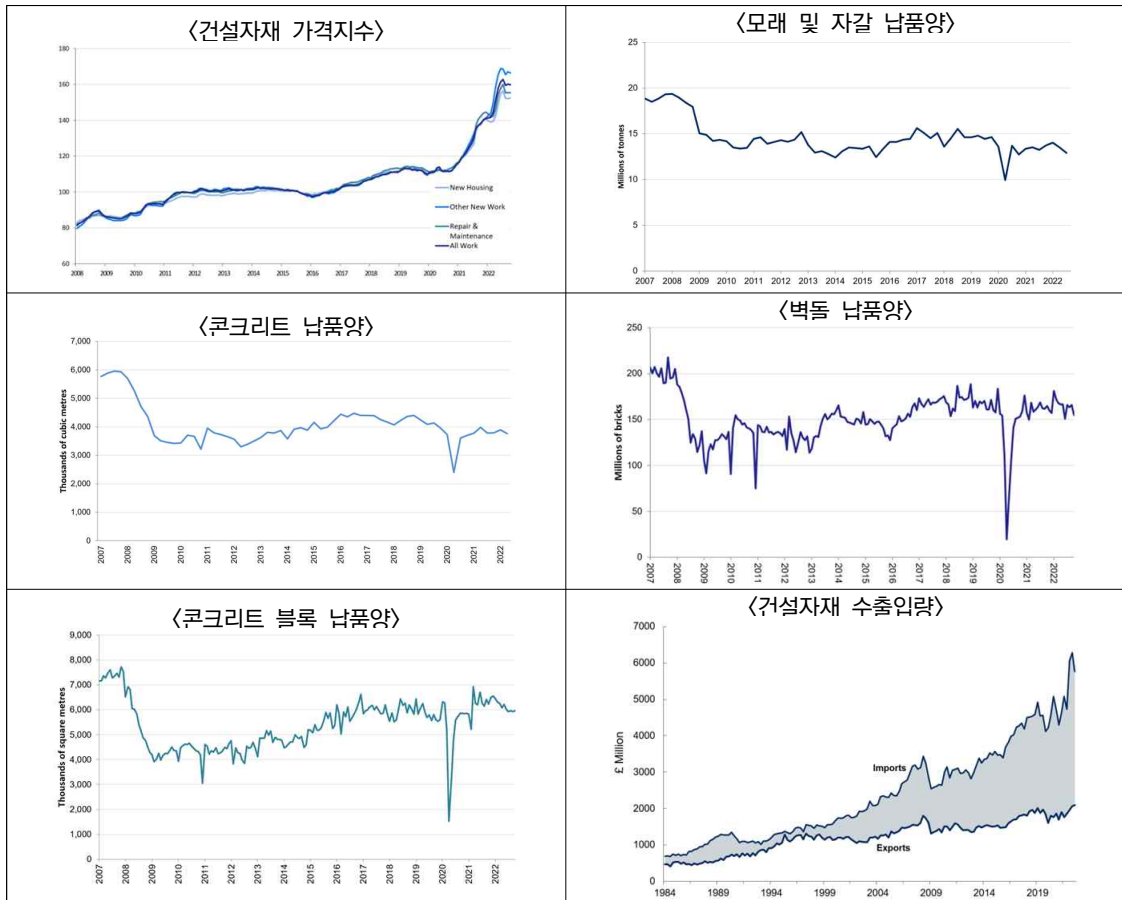 〈건설자재 가격지수〉
180
160
140
120
100
80
60
New Housing
Other New Work
Repair &
Maintenance
All Work
2008 2009 2010 2011 2012 2013 2014 2015 2016 2017 2018 2019 2020 2021 2022
〈모래 및 자갈 납품양〉
25
20
15
10
5
0
Millions of tonnes
2007 2008 2009 2010 2011 2012 2013 2014 2015 2016 2017 2018 2019 2020 2021 2022
〈콘크리트 납품양〉
7,000
6,000
5,000
4,000
3,000
2,000
1,000
0
Thousands of cubic metres
2007 2008 2009 2010 2011 2012 2013 2014 2015 2016 2017 2018 2019 2020 2021 2022
〈벽돌 납품양〉
250
200
150
100
50
0
Millions of bricks
2007 2008 2009 2010 2011 2012 2013 2014 2015 2016 2017 2018 2019 2020 2021 2022
〈콘크리트 블록 납품양〉
9,000
8,000
7,000
6,000
5,000
4,000
3,000
2,000
1,000
0
Thousands of square metres
2007 2008 2009 2010 2011 2012 2013 2014 2015 2016 2017 2018 2019 2020 2021 2022
〈건설자재 수출입량〉
7000
6000
5000
4000
3000
2000
1000
0
£ Million
Imports
Exports
1984 1989 1994 1999 2004 2009 2014 2019